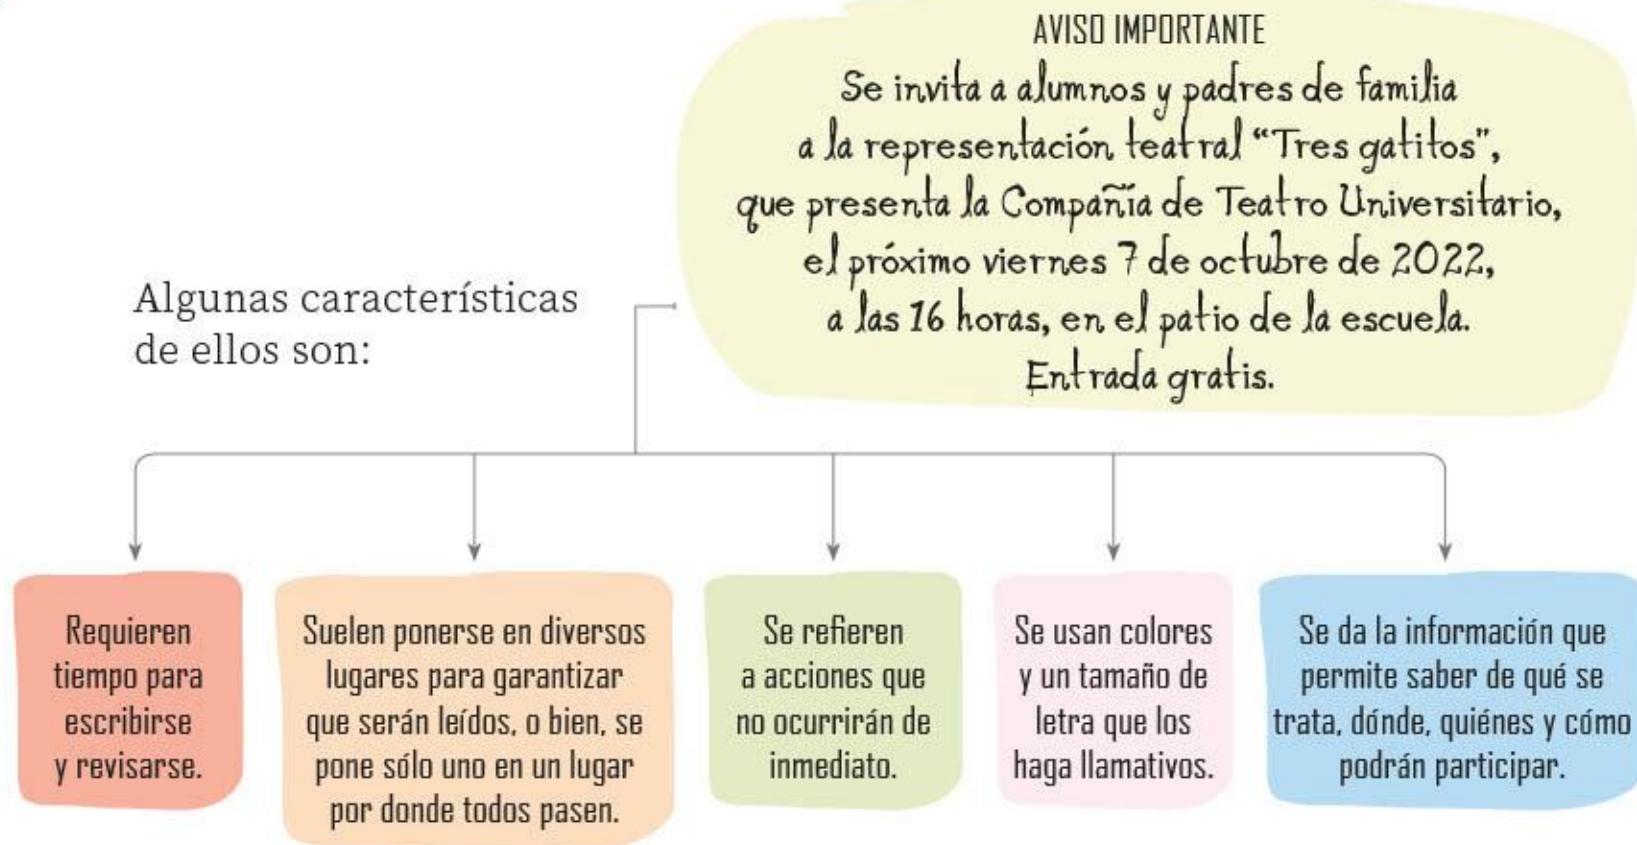 AVISO IMPORTANTE
Se invita a alumnos y padres de familia
a la representación teatral “Tres gatitos”,
que presenta la Compañía de Teatro Universitario,
el próximo viernes 7 de octubre de 2022,
a las 16 horas, en el patio de la escuela.
Entrada gratis.
Algunas características
de ellos son:
Requieren
tiempo para
escribirse
y revisarse.
Suelen ponerse en diversos
lugares para garantizar
que serán leídos, o bien, se
pone sólo uno en un lugar
por donde todos pasen.
Se refieren
a acciones que
no ocurrirán de
inmediato.
Se usan colores
y un tamaño de
letra que los
haga llamativos.
Se da la información que
permite saber de qué se
trata, dónde, quiénes y cómo
podrán participar.